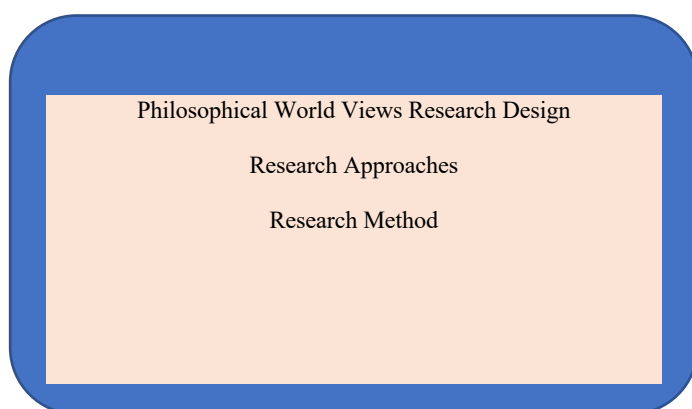 Philosophical World Views Research Design
Research Approaches
Research Method